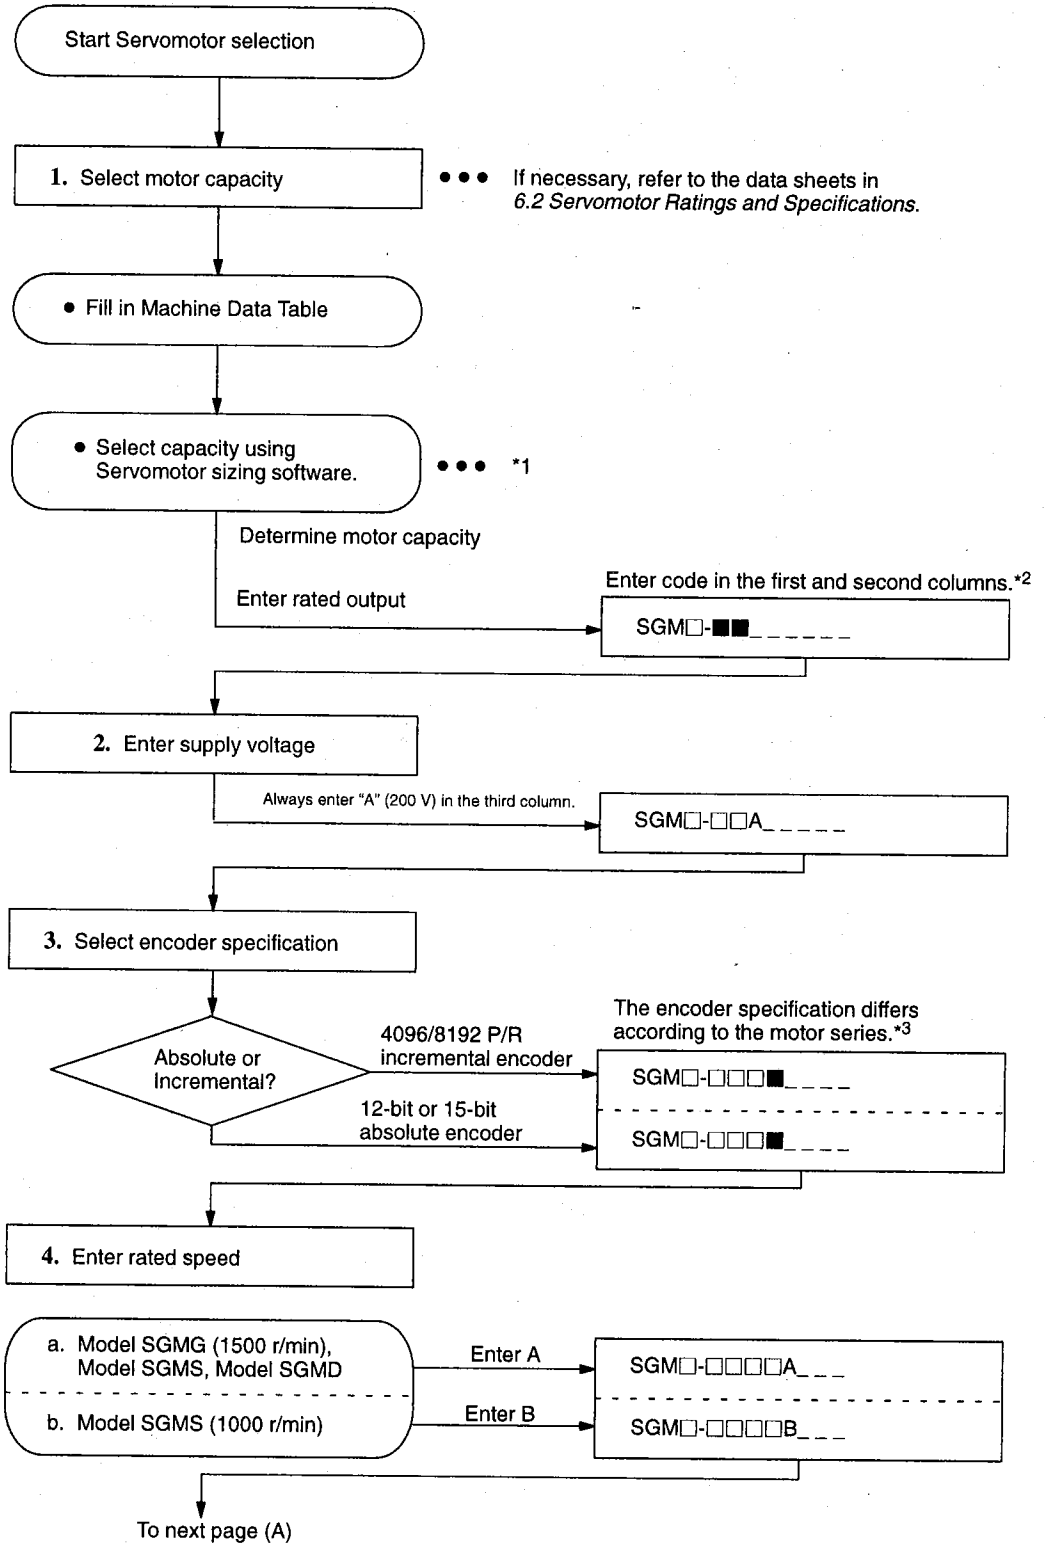 Start Servomotor selection
1. Select motor capacity
●●● If necessary, refer to the data sheets in
6.2 Servomotor Ratings and Specifications.
● Fill in Machine Data Table
● Select capacity using
Servomotor sizing software.
●●● *1
Determine motor capacity
Enter rated output
Enter code in the first and second columns.*2
SGM□-■■_ _ _ _ _ _
2. Enter supply voltage
Always enter “A” (200 V) in the third column.
SGM□-□□A_ _ _ _ _
3. Select encoder specification
Absolute or
Incremental?
4096/8192 P/R
incremental encoder
12-bit or 15-bit
absolute encoder
The encoder specification differs
according to the motor series.*3
SGM□-□□□■_ _ _ _
SGM□-□□□■_ _ _ _
4. Enter rated speed
a. Model SGMG (1500 r/min),
Model SGMS, Model SGMD
Enter A
SGM□-□□□□A_ _ _
b. Model SGMS (1000 r/min)
Enter B
SGM□-□□□□B_ _ _
To next page (A)